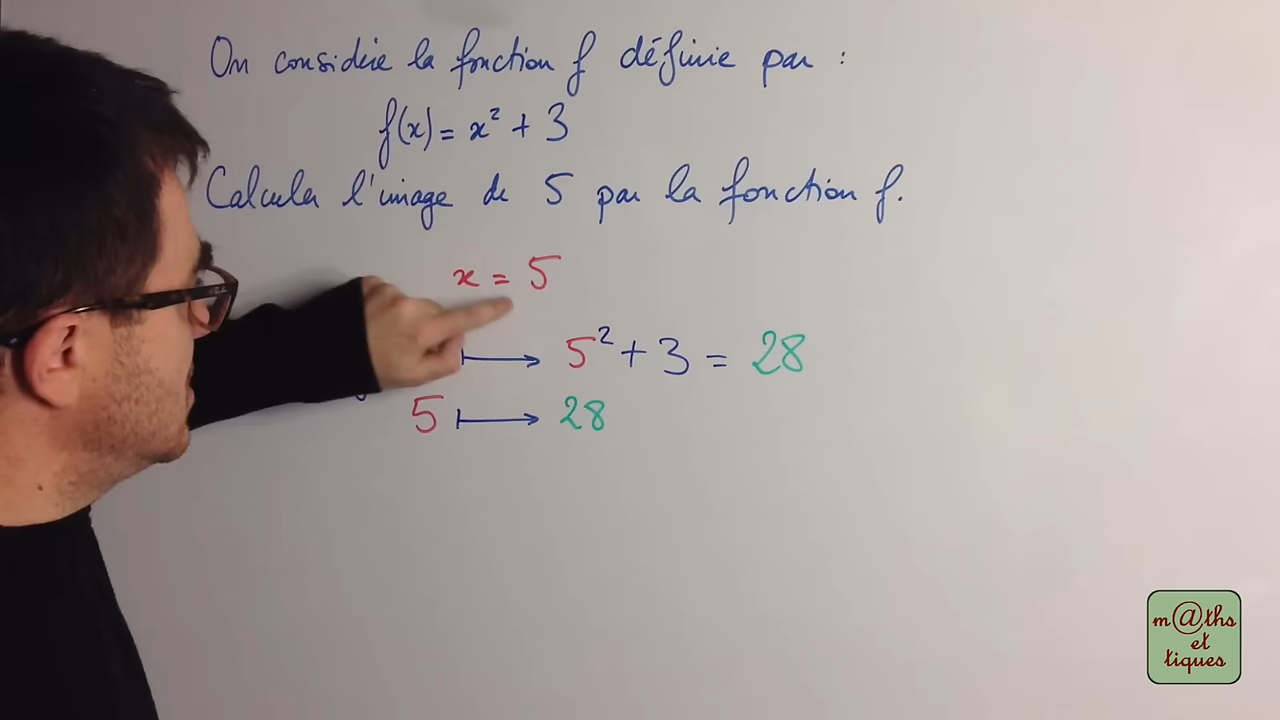 On considère la fonction f définie par :
f(x) = x² + 3
Calculer l'image de 5 par la fonction f.
x = 5
⟼ 5² + 3 = 28
5 ⟼ 28
m@ths
et
tiques